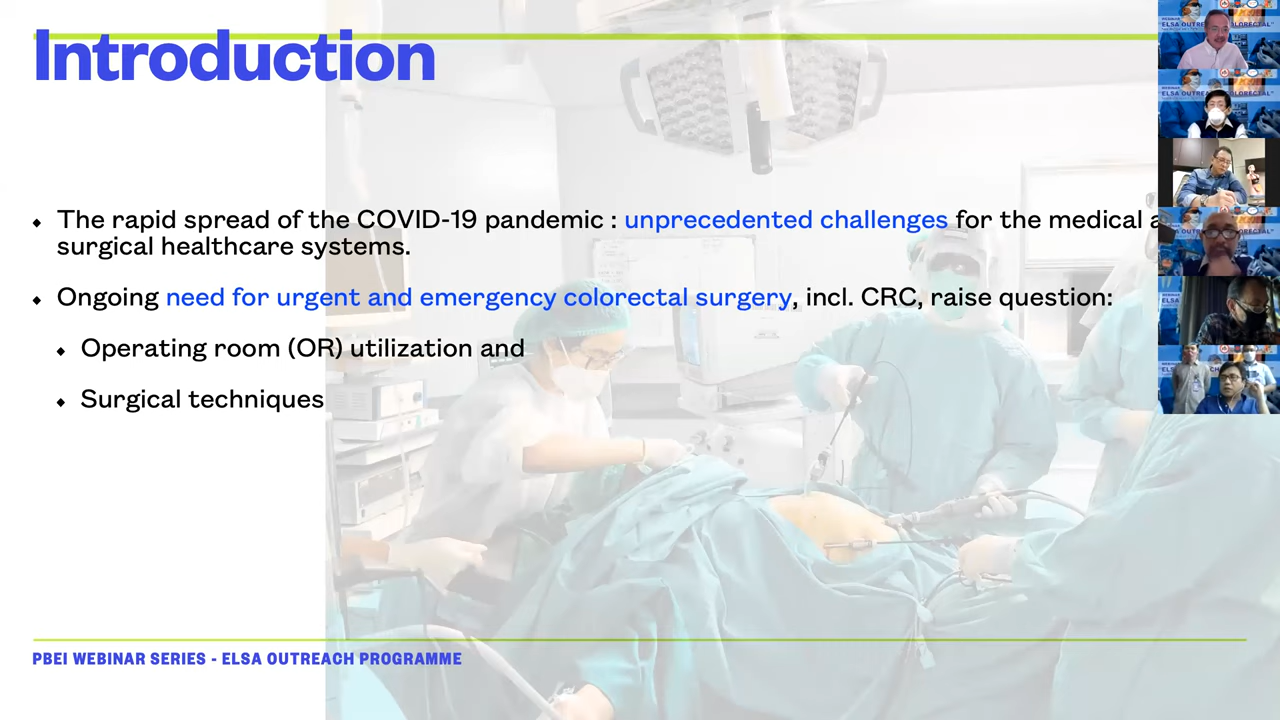 Introduction
The rapid spread of the COVID-19 pandemic : unprecedented challenges for the medical
surgical healthcare systems.
Ongoing need for urgent and emergency colorectal surgery, incl. CRC, raise question:
Operating room (OR) utilization and
Surgical techniques
PBEI WEBINAR SERIES - ELSA OUTREACH PROGRAMME